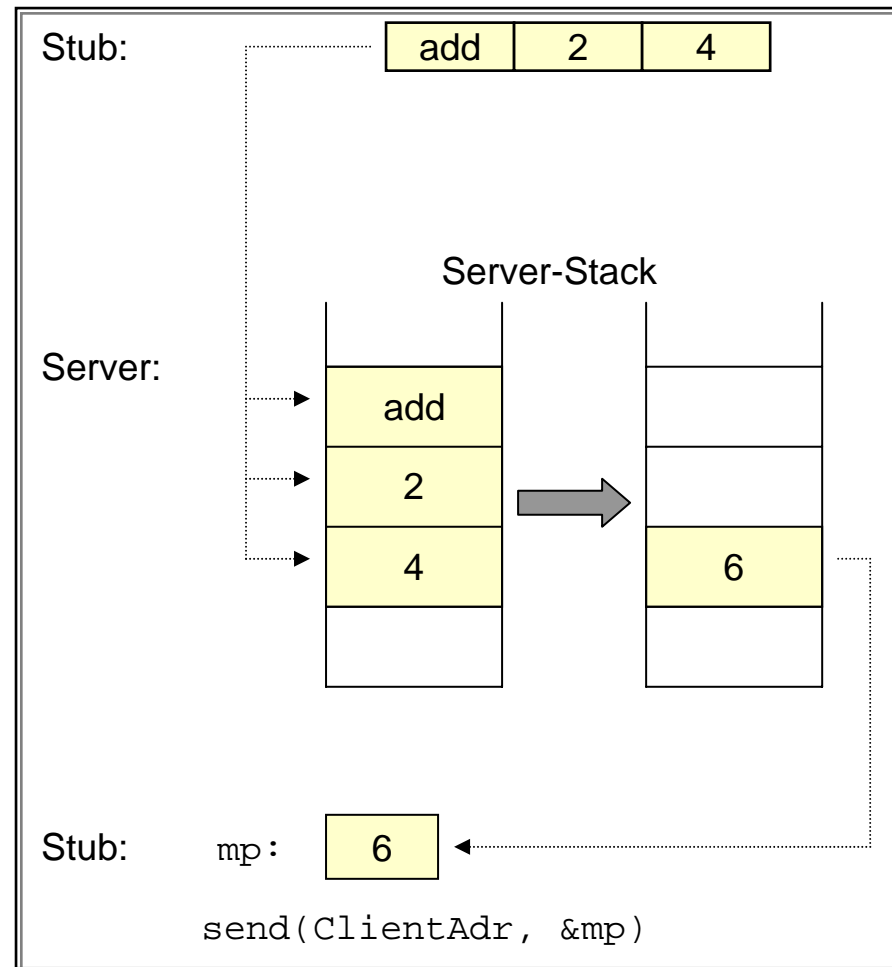 Stub: add 2 4
Server-Stack
Server:
add
2
4 6
Stub: mp: 6
send(ClientAdr, &mp)